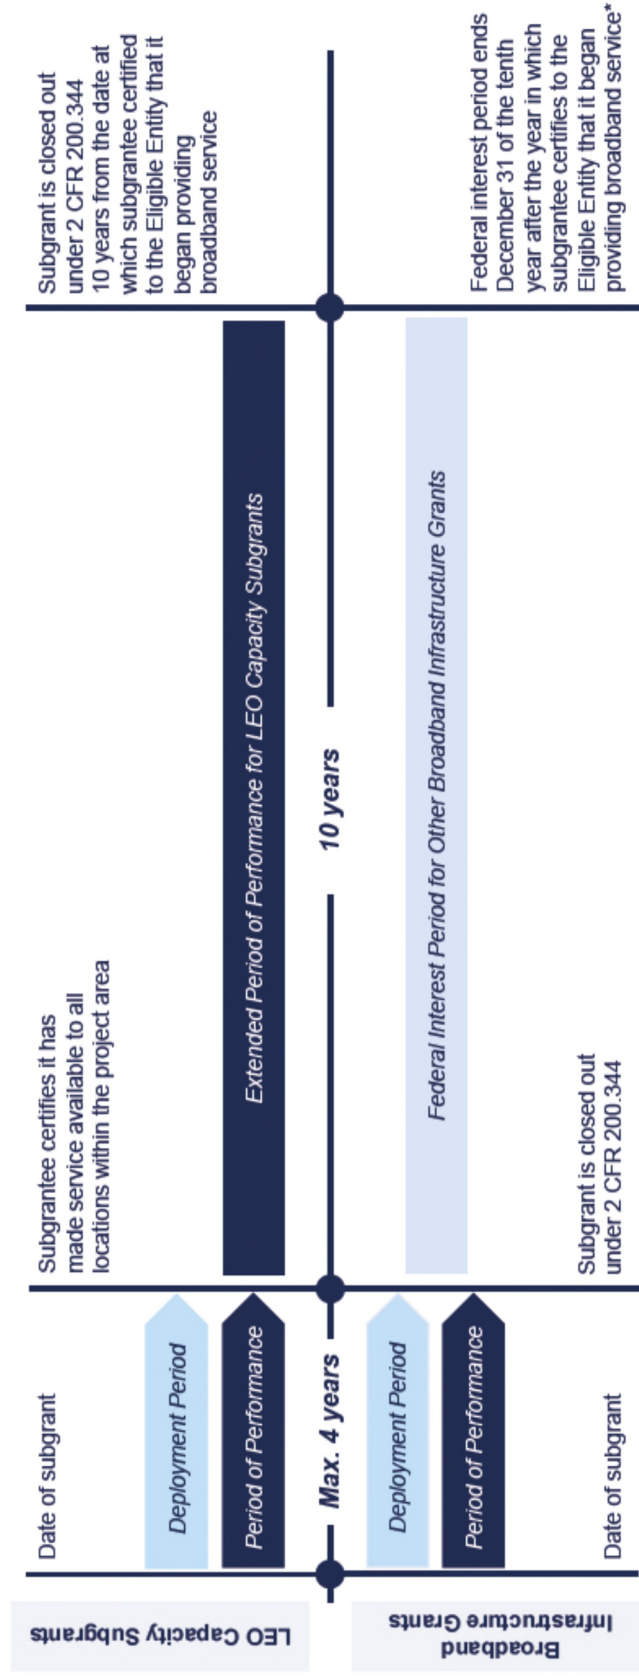 LEO Capacity Subgrants
Date of subgrant
Subgrantee certifies it has
made service available to all
locations within the project area
Subgrant is closed out
under 2 CFR 200.344
10 years from the date at
which subgrantee certified
to the Eligible Entity that it
began providing
broadband service
Deployment Period
Period of Performance
Extended Period of Performance for LEO Capacity Subgrants
Max. 4 years
10 years
Broadband
Infrastructure Grants
Deployment Period
Period of Performance
Federal Interest Period for Other Broadband Infrastructure Grants
Date of subgrant
Subgrant is closed out
under 2 CFR 200.344
Federal interest period ends
December 31 of the tenth
year after the year in which
subgrantee certifies to the
Eligible Entity that it began
providing broadband service*